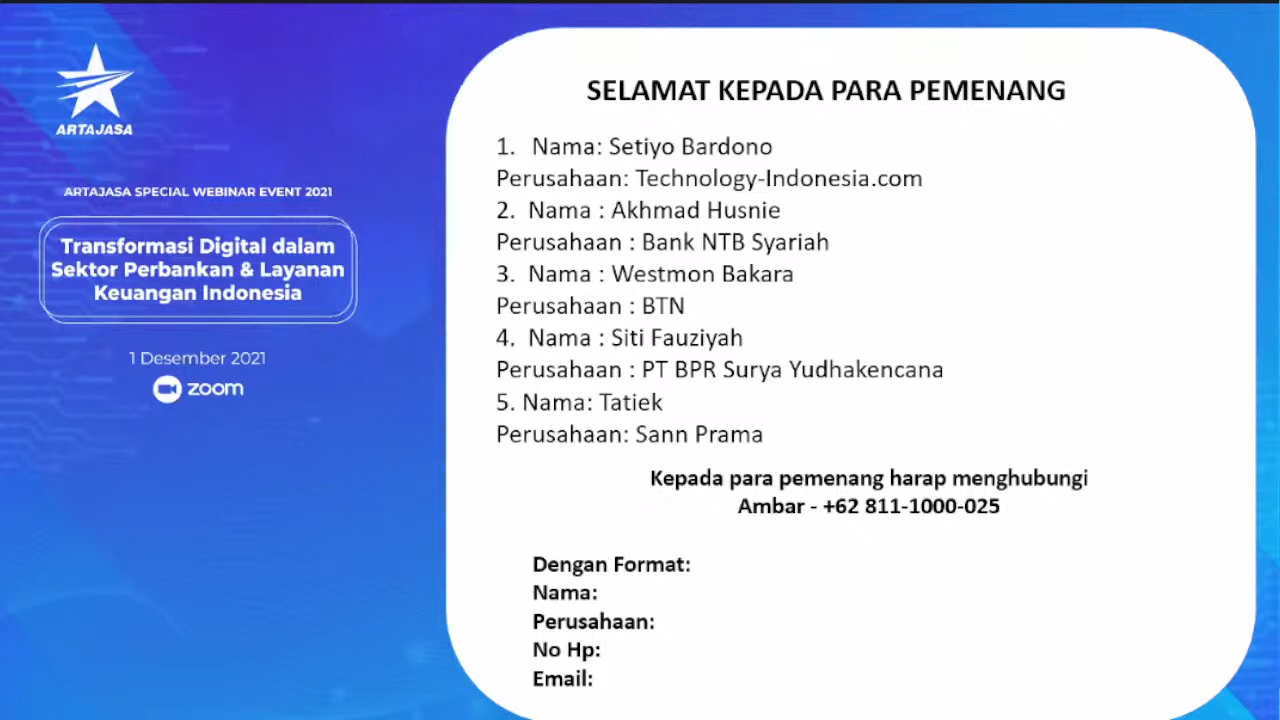 ARTAJASA
ARTAJASA SPECIAL WEBINAR EVENT 2021
Transformasi Digital dalam
Sektor Perbankan & Layanan
Keuangan Indonesia
1 Desember 2021
zoom
SELAMAT KEPADA PARA PEMENANG
1. Nama: Setiyo Bardono
Perusahaan: Technology-Indonesia.com
2. Nama : Akhmad Husnie
Perusahaan : Bank NTB Syariah
3. Nama : Westmon Bakara
Perusahaan : BTN
4. Nama : Siti Fauziyah
Perusahaan : PT BPR Surya Yudhakencana
5. Nama: Tatiek
Perusahaan: Sann Prama
Kepada para pemenang harap menghubungi
Ambar - +62 811-1000-025
Dengan Format:
Nama:
Perusahaan:
No Hp:
Email: